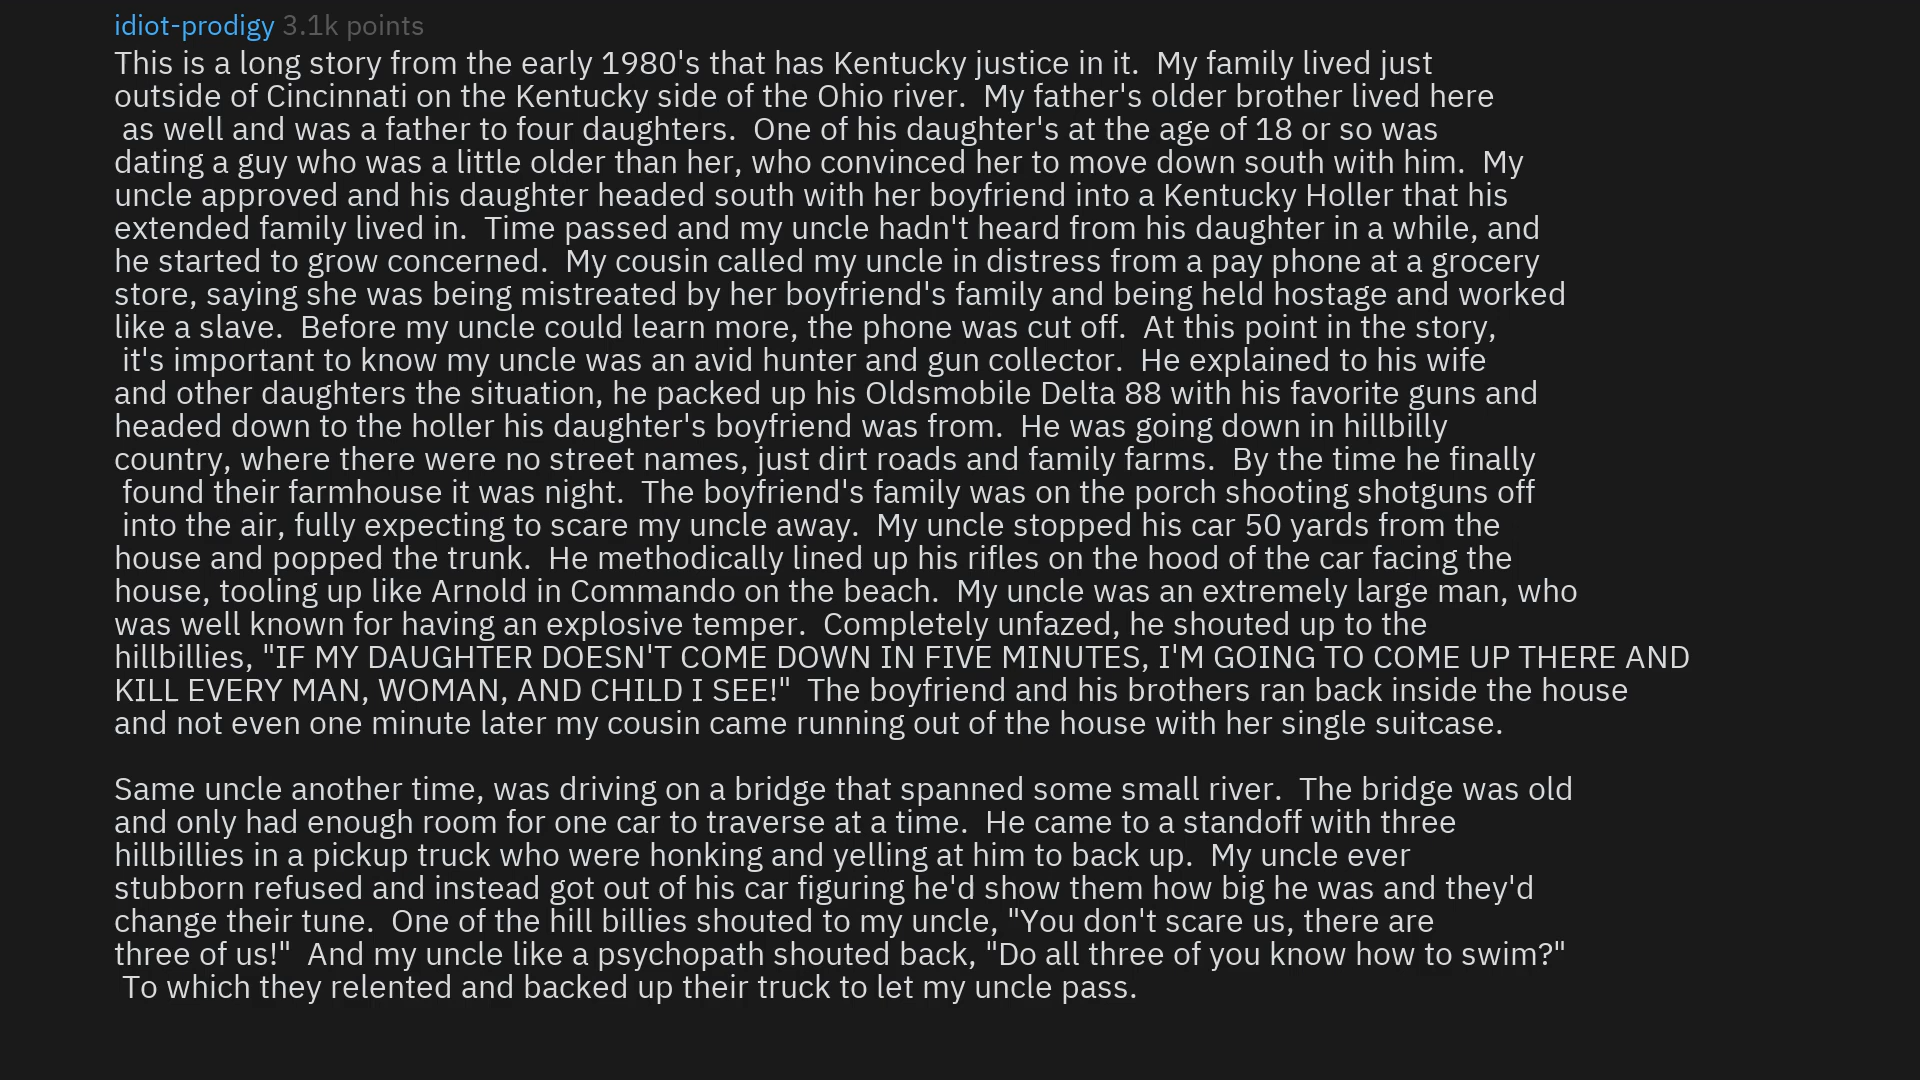 idiot-prodigy 3.1k points
This is a long story from the early 1980's that has Kentucky justice in it.  My family lived just
outside of Cincinnati on the Kentucky side of the Ohio river.  My father's older brother lived here
as well and was a father to four daughters.  One of his daughter's at the age of 18 or so was
dating a guy who was a little older than her, who convinced her to move down south with him.  My
uncle approved and his daughter headed south with her boyfriend into a Kentucky Holler that his
extended family lived in.  Time passed and my uncle hadn't heard from his daughter in a while, and
he started to grow concerned.  My cousin called my uncle in distress from a pay phone at a grocery
store, saying she was being mistreated by her boyfriend's family and being held hostage and worked
like a slave.  Before my uncle could learn more, the phone was cut off.  At this point in the story,
it's important to know my uncle was an avid hunter and gun collector.  He explained to his wife
and other daughters the situation, he packed up his Oldsmobile Delta 88 with his favorite guns and
headed down to the holler his daughter's boyfriend was from.  He was going down in hillbilly
country, where there were no street names, just dirt roads and family farms.  By the time he finally
found their farmhouse it was night.  The boyfriend's family was on the porch shooting shotguns off
into the air, fully expecting to scare my uncle away.  My uncle stopped his car 50 yards from the
house and popped the trunk.  He methodically lined up his rifles on the hood of the car facing the
house, tooling up like Arnold in Commando on the beach.  My uncle was an extremely large man, who
was well known for having an explosive temper.  Completely unfazed, he shouted up to the
hillbillies, "IF MY DAUGHTER DOESN'T COME DOWN IN FIVE MINUTES, I'M GOING TO COME UP THERE AND
KILL EVERY MAN, WOMAN, AND CHILD I SEE!"  The boyfriend and his brothers ran back inside the house
and not even one minute later my cousin came running out of the house with her single suitcase.

Same uncle another time, was driving on a bridge that spanned some small river.  The bridge was old
and only had enough room for one car to traverse at a time.  He came to a standoff with three
hillbillies in a pickup truck who were honking and yelling at him to back up.  My uncle ever
stubborn refused and instead got out of his car figuring he'd show them how big he was and they'd
change their tune.  One of the hill billies shouted to my uncle, "You don't scare us, there are
three of us!"  And my uncle like a psychopath shouted back, "Do all three of you know how to swim?"
To which they relented and backed up their truck to let my uncle pass.